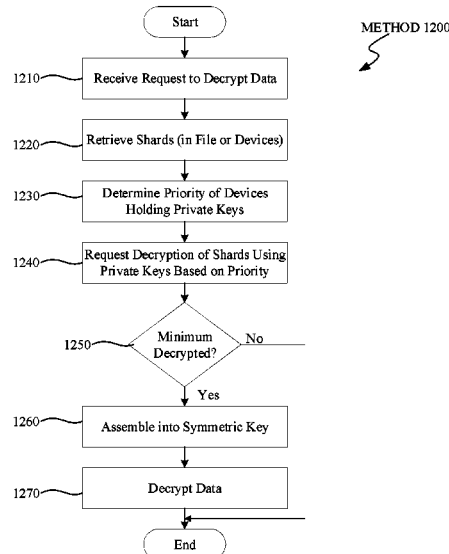 Start
METHOD 1200
1210
Receive Request to Decrypt Data
1220
Retrieve Shards (in File or Devices)
1230
Determine Priority of Devices
Holding Private Keys
1240
Request Decryption of Shards Using
Private Keys Based on Priority
1250
Minimum
Decrypted?
No
Yes
1260
Assemble into Symmetric Key
1270
Decrypt Data
End